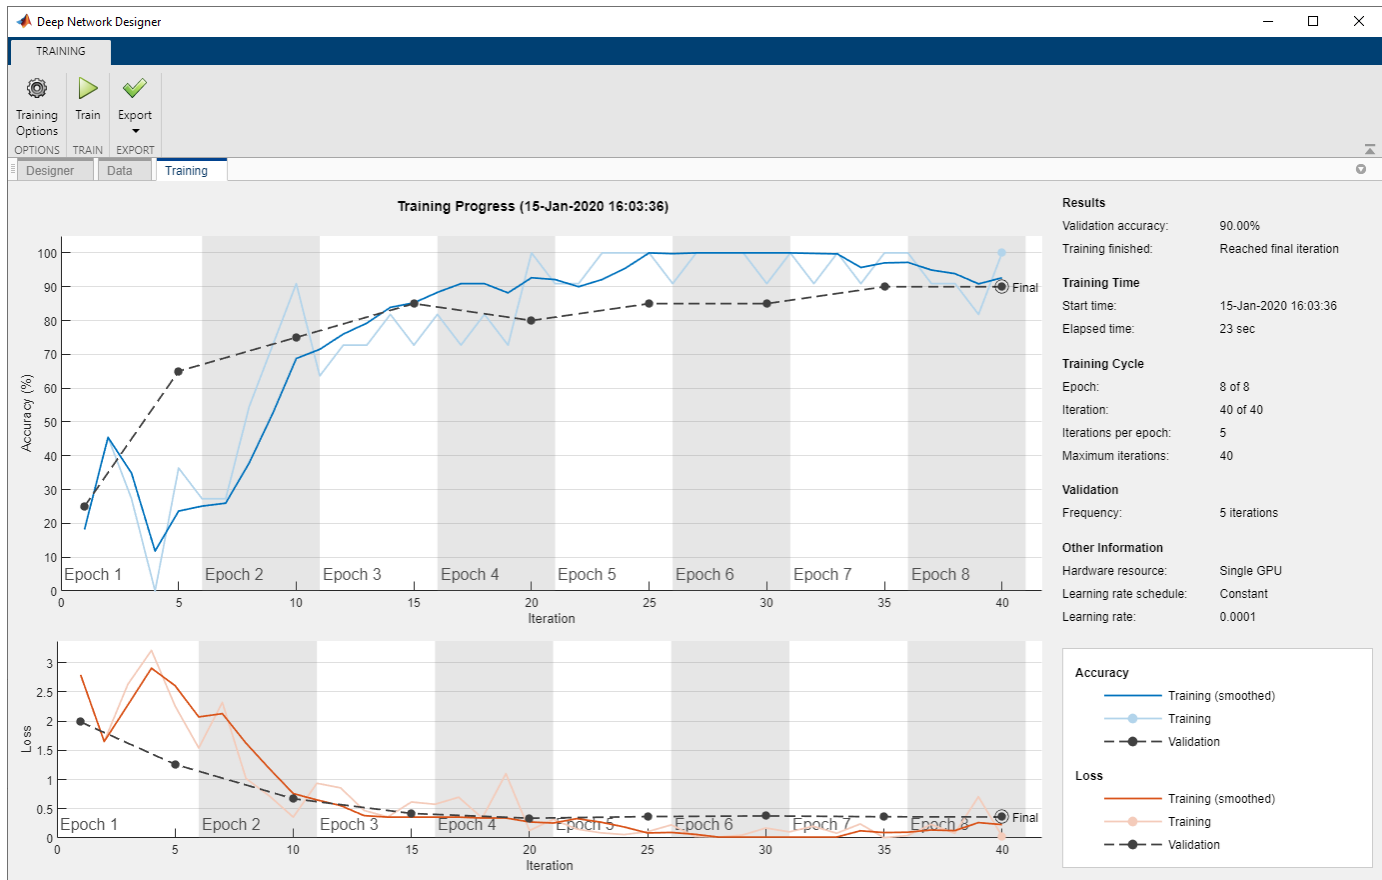 Deep Network Designer
TRAINING
Training Options
Train
Export
OPTIONS
TRAIN
EXPORT
Designer
Data
Training
Training Progress (15-Jan-2020 16:03:36)
Accuracy (%)
100
90
80
70
60
50
40
30
20
10
0
Final
Epoch 1
Epoch 2
Epoch 3
Epoch 4
Epoch 5
Epoch 6
Epoch 7
Epoch 8
0 5 10 15 20 25 30 35 40
Iteration
Loss
3
2.5
2
1.5
1
0.5
0
Final
Epoch 1
Epoch 2
Epoch 3
Epoch 4
Epoch 5
Epoch 6
Epoch 7
Epoch 8
0 5 10 15 20 25 30 35 40
Iteration
Results
Validation accuracy: 90.00%
Training finished: Reached final iteration
Training Time
Start time: 15-Jan-2020 16:03:36
Elapsed time: 23 sec
Training Cycle
Epoch: 8 of 8
Iteration: 40 of 40
Iterations per epoch: 5
Maximum iterations: 40
Validation
Frequency: 5 iterations
Other Information
Hardware resource: Single GPU
Learning rate schedule: Constant
Learning rate: 0.0001
Accuracy
Training (smoothed)
Training
Validation
Loss
Training (smoothed)
Training
Validation